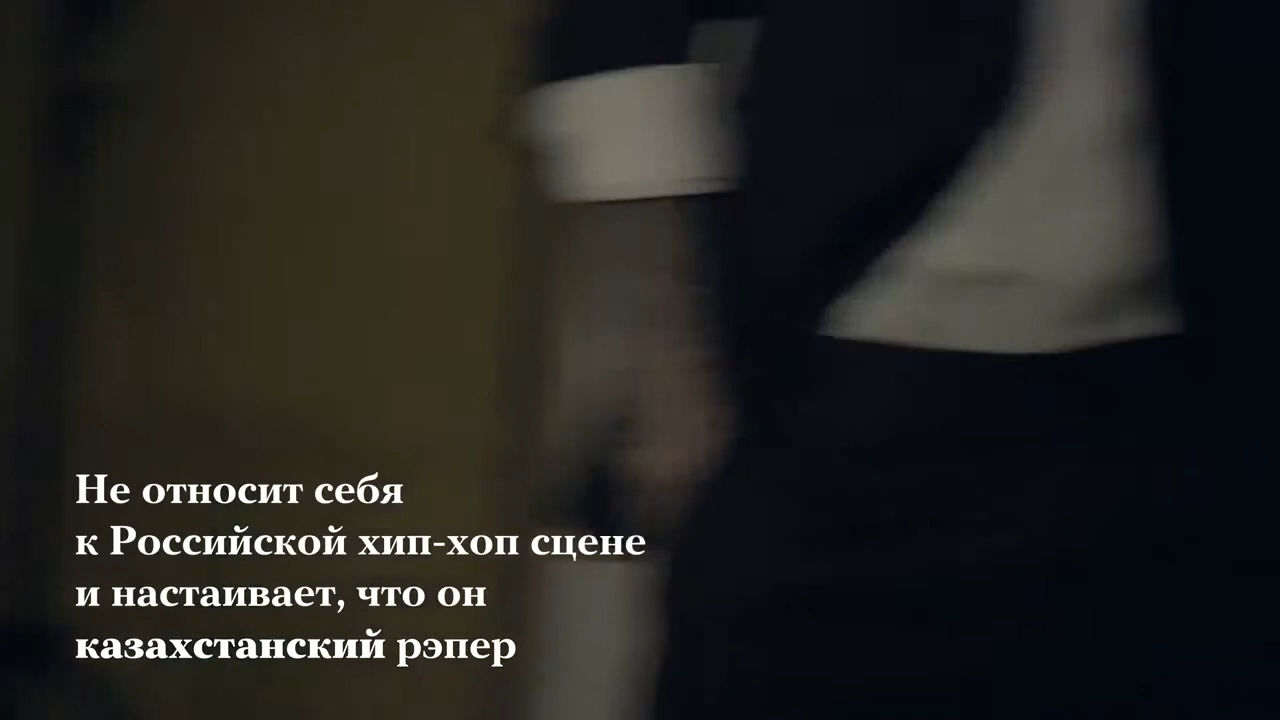 Не относит себя
к Российской хип-хоп сцене
и настаивает, что он
казахстанский рэпер